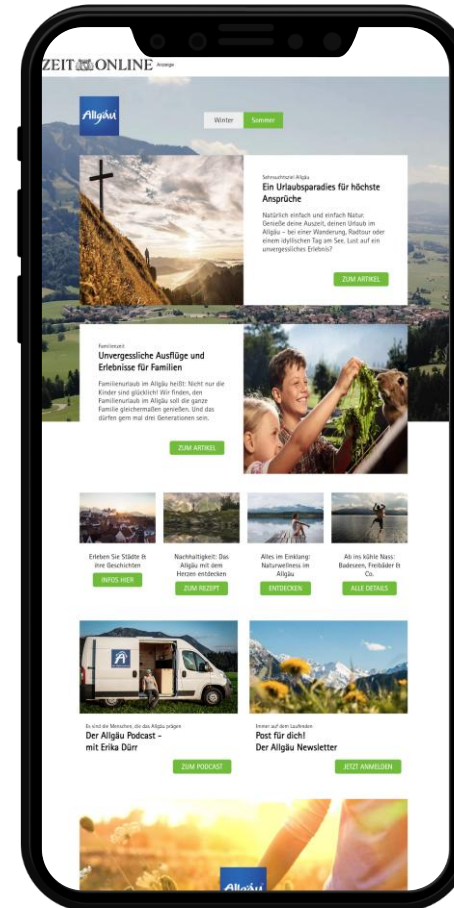 ZEIT ONLINE Anzeige
Allgäu
Winter Sommer
Sehnsuchtsziel Allgäu
Ein Urlaubsparadies für höchste
Ansprüche
Natürlich einfach und einfach Natur.
Genieße deine Auszeit, deinen Urlaub im
Allgäu – bei einer Wanderung, Radtour oder
einem idyllischen Tag am See. Lust auf ein
unvergessliches Erlebnis?
ZUM ARTIKEL
Familienzeit
Unvergessliche Ausflüge und
Erlebnisse für Familien
Familienurlaub im Allgäu heißt: Nicht nur die
Kinder sind glücklich! Wir finden, den
Familienurlaub im Allgäu soll die ganze
Familie gleichermaßen genießen. Und das
dürfen gern mal drei Generationen sein.
ZUM ARTIKEL
Erleben Sie Städte &
ihre Geschichten
INFOS HIER
Nachhaltigkeit: Das
Allgäu mit dem
Herzen entdecken
ZUM REZEPT
Alles im Einklang:
Naturwellness im
Allgäu
ENTDECKEN
Ab ins kühle Nass:
Badeseen, Freibäder &
Co.
ALLE DETAILS
Es sind die Menschen, die das Allgäu prägen
Der Allgäu Podcast –
mit Erika Dürr
ZUM PODCAST
Immer auf dem Laufenden
Post für dich!
Der Allgäu Newsletter
JETZT ANMELDEN
Allgäu